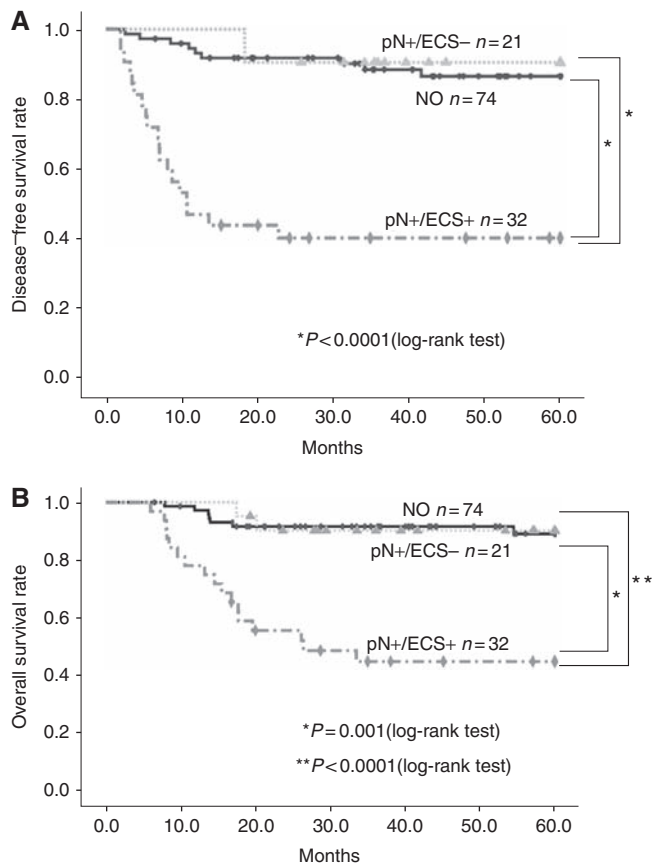 A
1.0
0.8
0.6
0.4
0.2
0.0
Disease-free survival rate
pN+/ECS− n=21
NO n=74
pN+/ECS+ n=32
*
*
*P<0.0001(log-rank test)
0.0 10.0 20.0 30.0 40.0 50.0 60.0
Months
B
1.0
0.8
0.6
0.4
0.2
0.0
Overall survival rate
NO n=74
pN+/ECS− n=21
pN+/ECS+ n=32
*
**
*P=0.001(log-rank test)
**P<0.0001(log-rank test)
0.0 10.0 20.0 30.0 40.0 50.0 60.0
Months